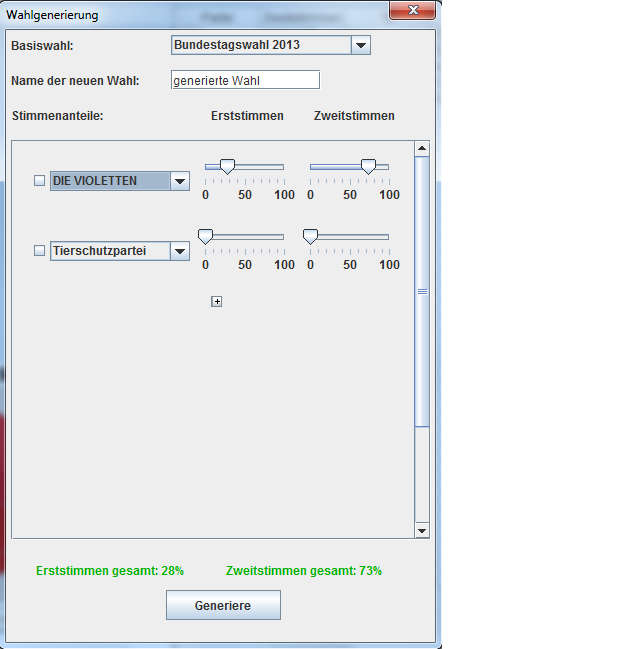 Wahlgenerierung
Basiswahl: Bundestagswahl 2013
Name der neuen Wahl: generierte Wahl
Stimmenanteile: Erststimmen Zweitstimmen
DIE VIOLETTEN
0 50 100 0 50 100
Tierschutzpartei
0 50 100 0 50 100
Erststimmen gesamt: 28% Zweitstimmen gesamt: 73%
Generiere